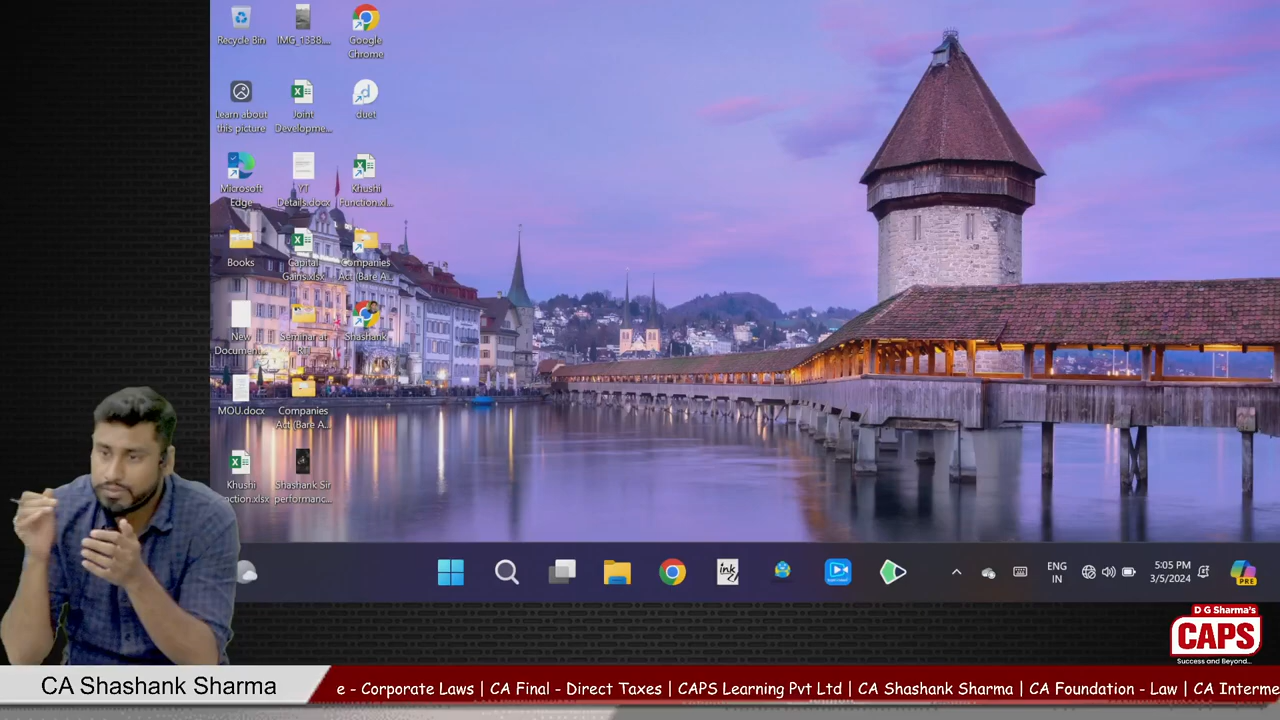 Recycle Bin
IMG_1338....
Google
Chrome
Learn about
this picture
Joint
Developme...
duet
Microsoft
Edge
YT
Details.docx
Khushi
Function.xl...
Books
Capital
Gains.xlsx
Companies
Act (Bare A...
New
Documen...
Seminar at
Shashank
MOU.docx
Companies
Act (Bare A...
Khushi
nction.xlsx
Shashank Sir
performanc...
ink
ENG
IN
5:05 PM
3/5/2024
PRE
D G Sharma's
CAPS
Success and Beyond...
CA Shashank Sharma
e - Corporate Laws | CA Final - Direct Taxes | CAPS Learning Pvt Ltd | CA Shashank Sharma | CA Foundation - Law | CA Interme